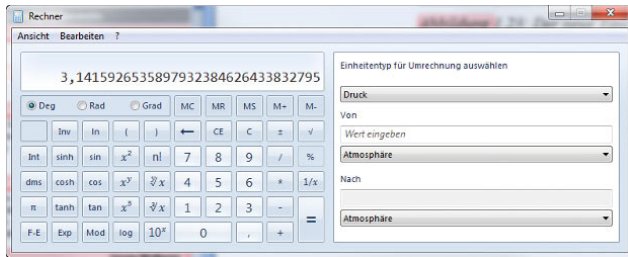 Rechner
Ansicht Bearbeiten ?
3,1415926535897932384626433832795
Deg Rad Grad MC MR MS M+ M-
Inv ln ( ) ← CE C ± √
Int sinh sin x² n! 7 8 9 / %
dms cosh cos xʸ ʸ√x 4 5 6 * 1/x
π tanh tan x³ ³√x 1 2 3 - =
F-E Exp Mod log 10ˣ 0 , +
Einheitentyp für Umrechnung auswählen
Druck
Von
Wert eingeben
Atmosphäre
Nach
Atmosphäre